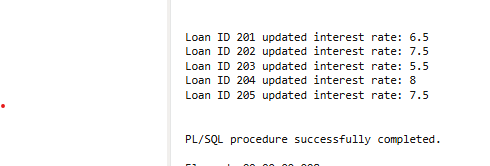 Loan ID 201 updated interest rate: 6.5
Loan ID 202 updated interest rate: 7.5
Loan ID 203 updated interest rate: 5.5
Loan ID 204 updated interest rate: 8
Loan ID 205 updated interest rate: 7.5
PL/SQL procedure successfully completed.